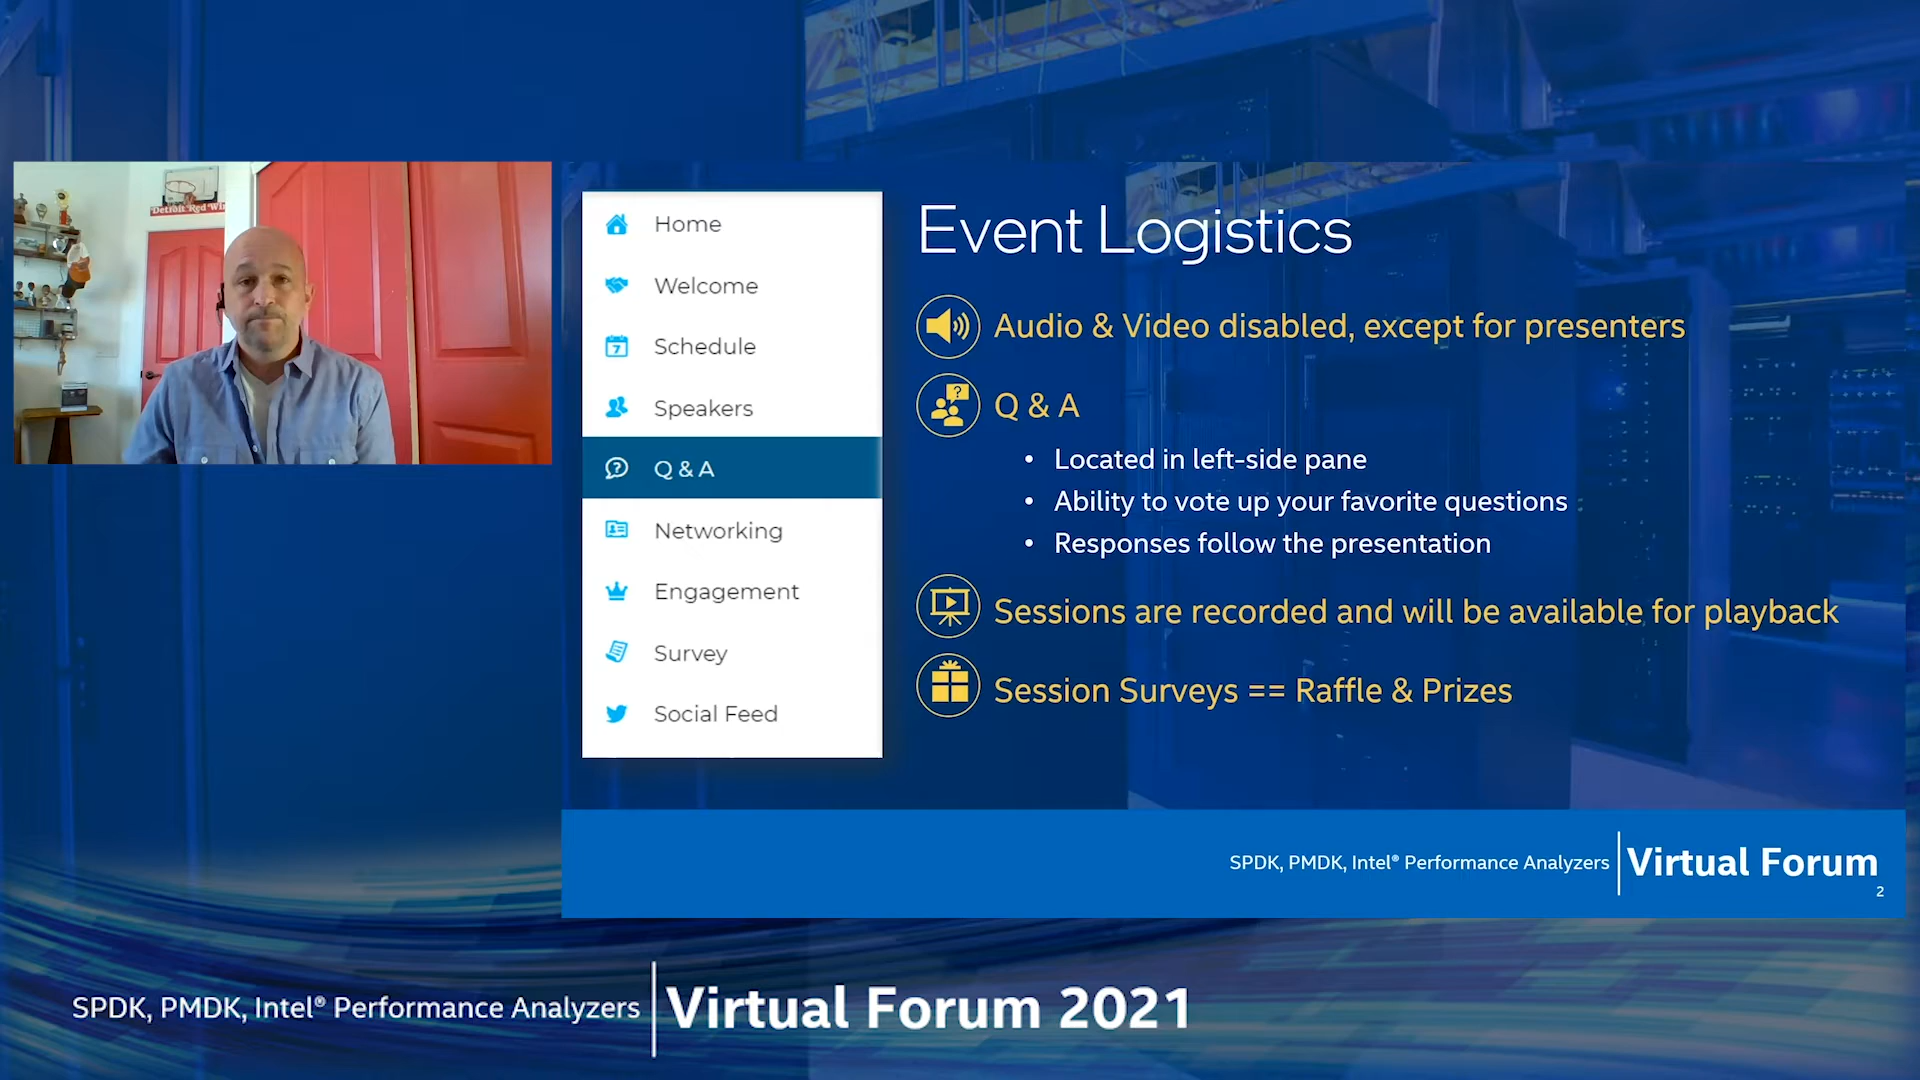 Detroit Red Wi
Home
Welcome
Schedule
Speakers
Q & A
Networking
Engagement
Survey
Social Feed
Event Logistics
Audio & Video disabled, except for presenters
Q & A
• Located in left-side pane
• Ability to vote up your favorite questions
• Responses follow the presentation
Sessions are recorded and will be available for playback
Session Surveys == Raffle & Prizes
SPDK, PMDK, Intel® Performance Analyzers Virtual Forum
2
SPDK, PMDK, Intel® Performance Analyzers Virtual Forum 2021